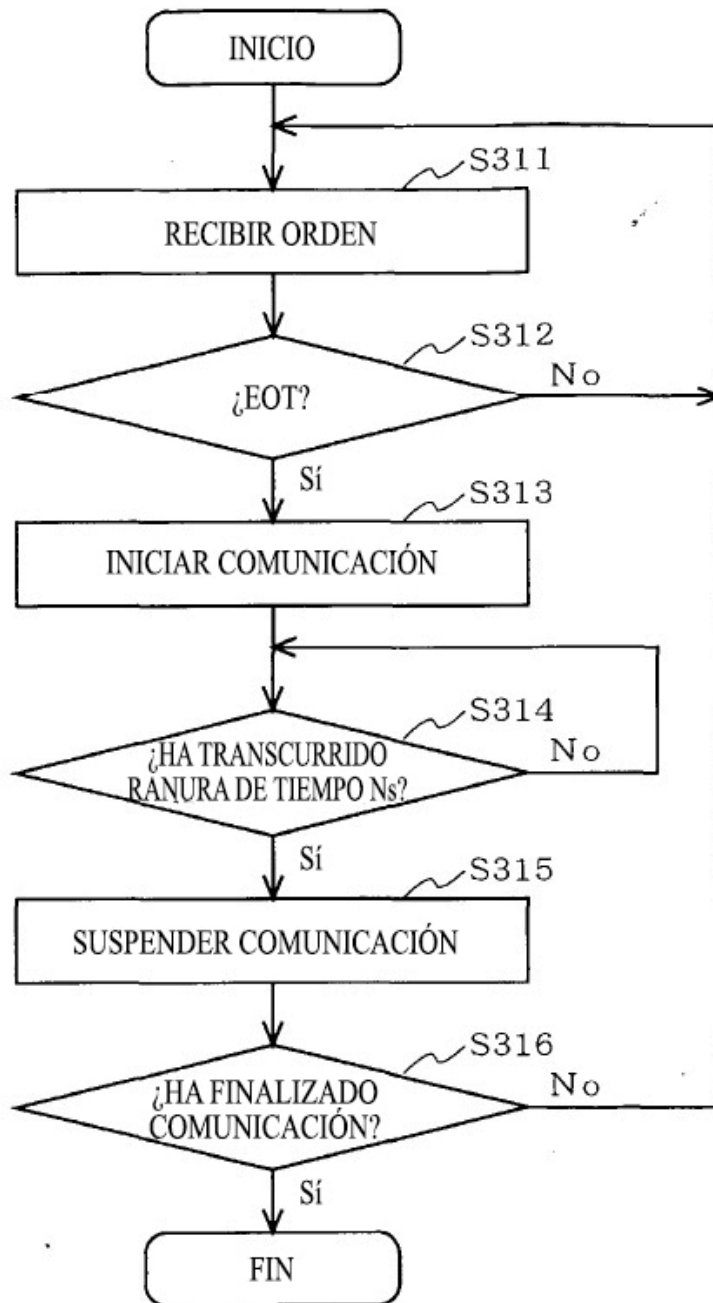 INICIO
S311
RECIBIR ORDEN
S312
¿EOT?
No
Sí
S313
INICIAR COMUNICACIÓN
S314
¿HA TRANSCURRIDO
RANURA DE TIEMPO Ns?
No
Sí
S315
SUSPENDER COMUNICACIÓN
S316
¿HA FINALIZADO
COMUNICACIÓN?
No
Sí
FIN